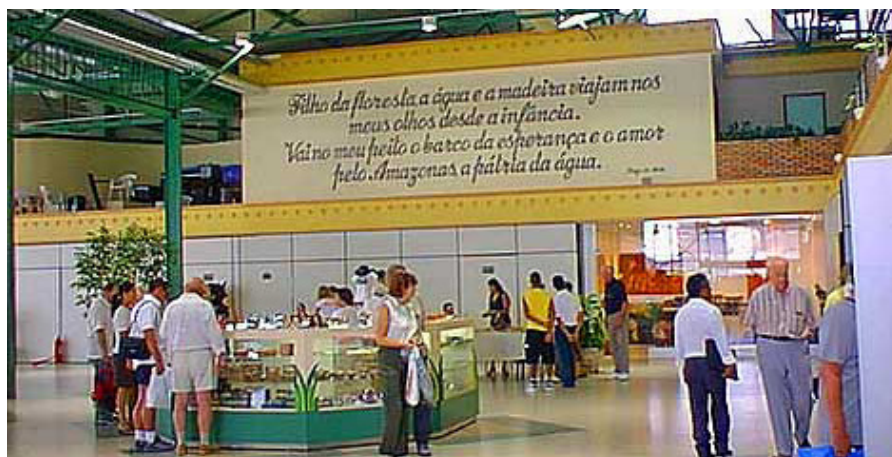 Filho da floresta, a água e a madeira viajam nos
meus olhos desde a infância.
Vai no meu peito o barco da esperança e o amor
pelo Amazonas a pátria da água.